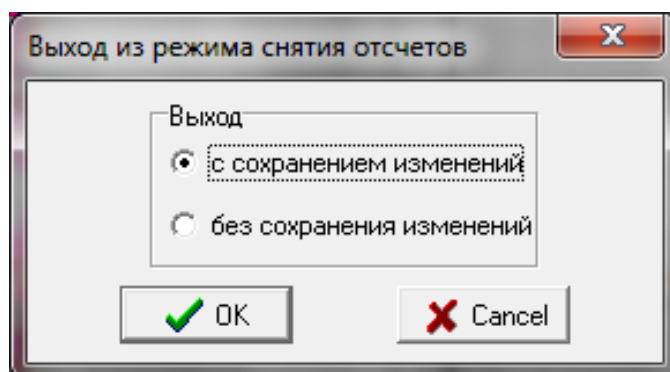 Выход из режима снятия отсчетов
Выход
с сохранением изменений
без сохранения изменений
OK
Cancel